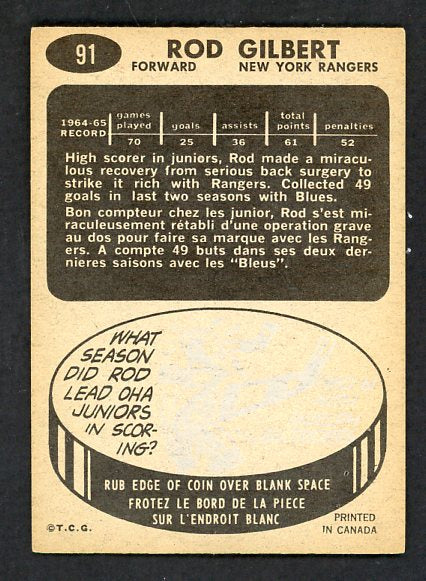 91
ROD GILBERT
FORWARD NEW YORK RANGERS
1964-65 RECORD games played goals assists total points penalties
70 25 36 61 52
High scorer in juniors, Rod made a miracu-
lous recovery from serious back surgery to
strike it rich with Rangers. Collected 49
goals in last two seasons with Blues.
Bon compteur chez les junior, Rod s'est mi-
raculeusement rétabli d'une operation grave
au dos pour faire sa marque avec les Rang-
ers. A compté 49 buts dans ses deux der-
nieres saisons avec les "Bleus".
WHAT
SEASON
DID ROD
LEAD OHA
JUNIORS
IN SCOR-
ING?
RUB EDGE OF COIN OVER BLANK SPACE
FROTEZ LE BORD DE LA PIECE
SUR L'ENDROIT BLANC
©T.C.G.
PRINTED
IN CANADA